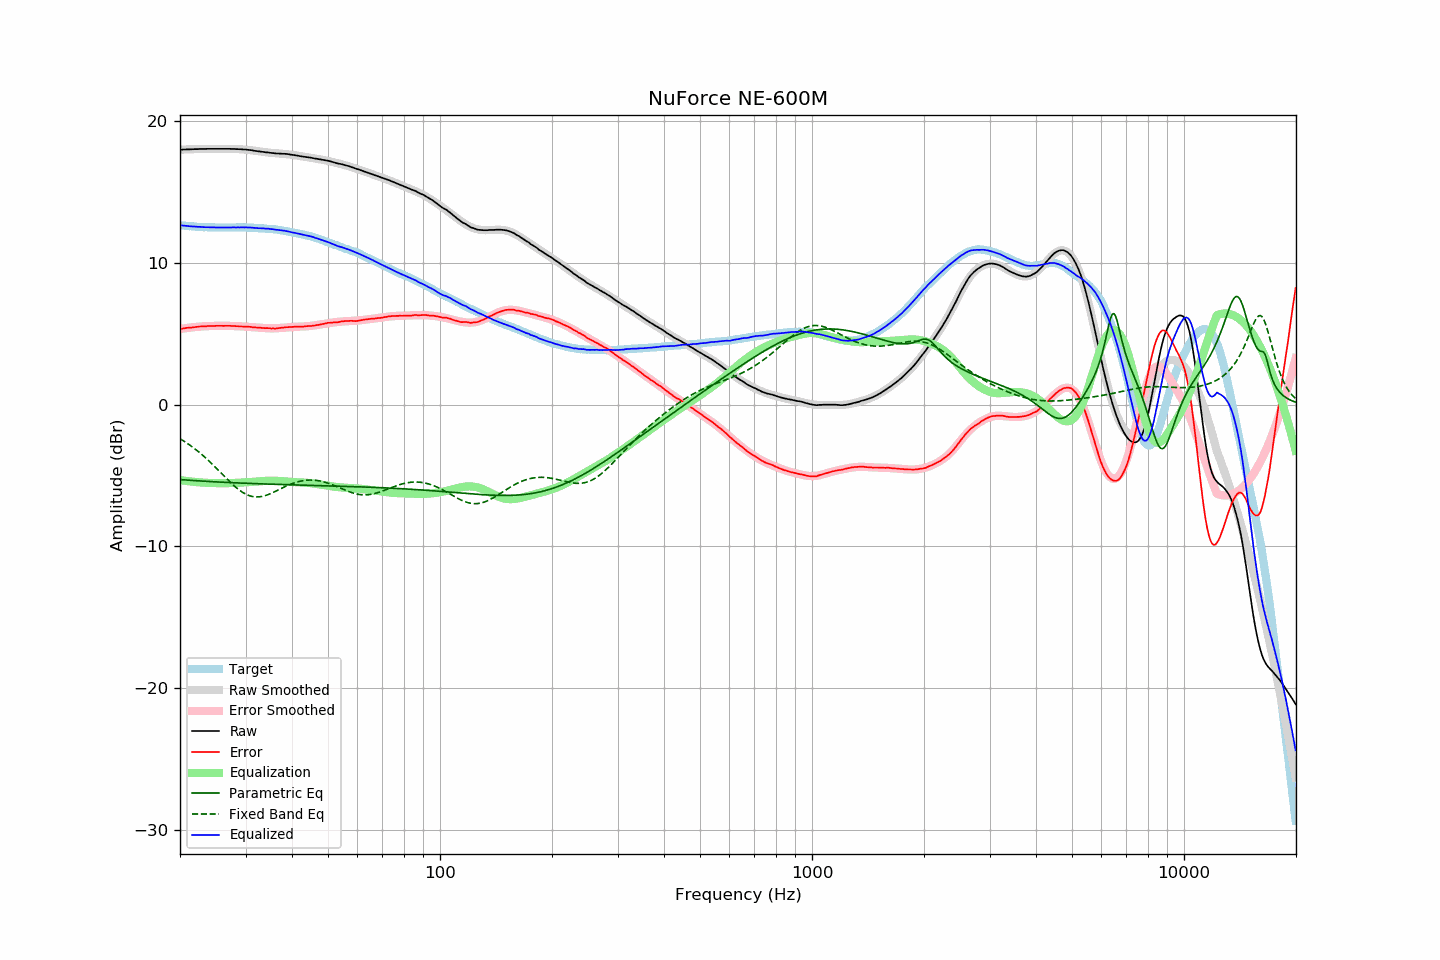 NuForce NE-600M
20
10
0
−10
−20
−30
Amplitude (dBr)
Target
Raw Smoothed
Error Smoothed
Raw
Error
Equalization
Parametric Eq
Fixed Band Eq
Equalized
100
1000
10000
Frequency (Hz)